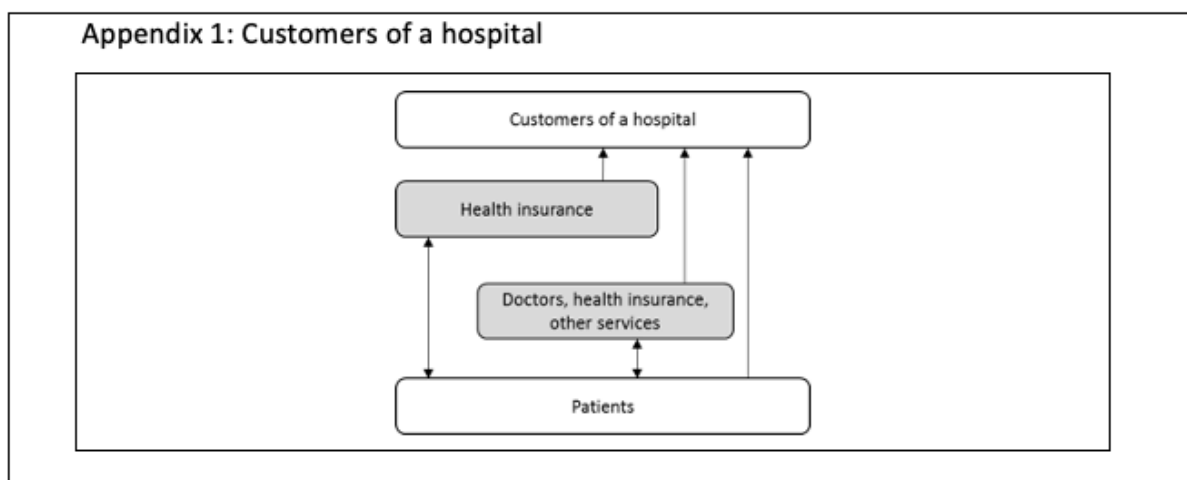 Appendix 1: Customers of a hospital
Customers of a hospital
Health insurance
Doctors, health insurance,
other services
Patients